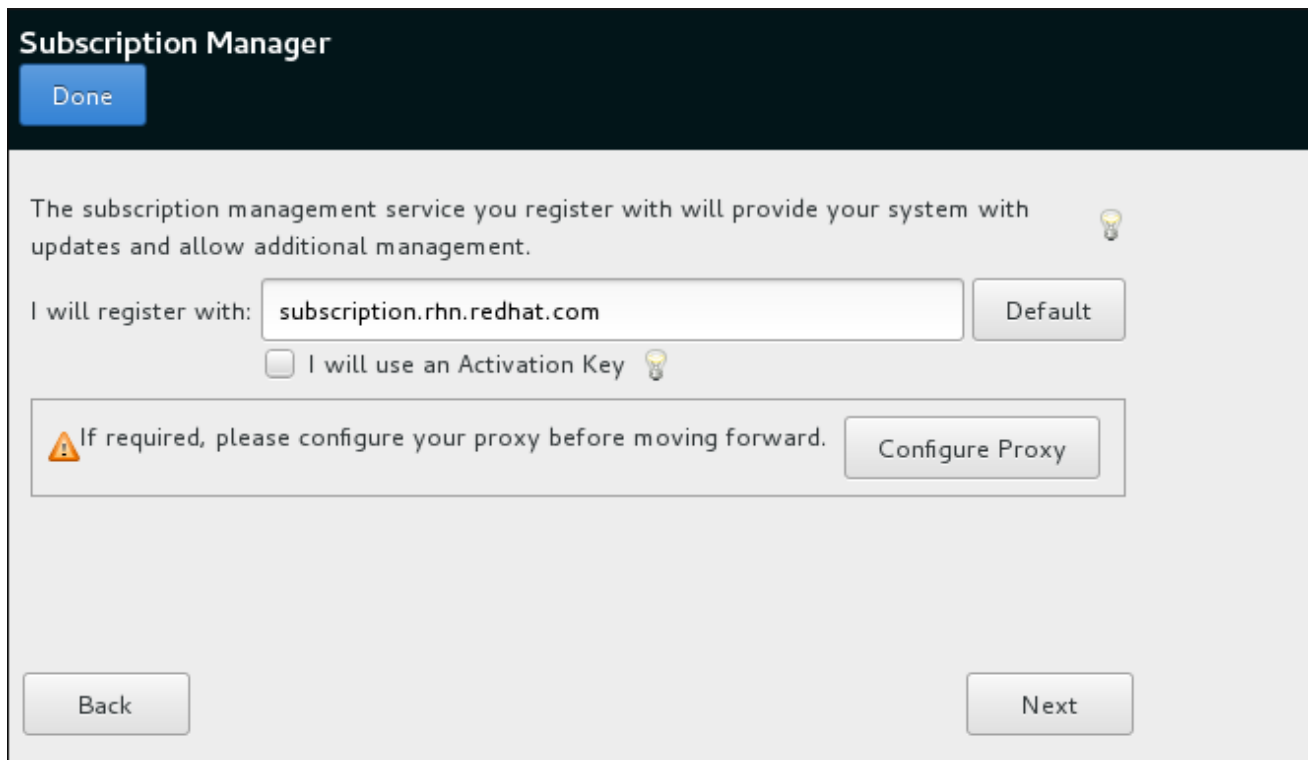 Subscription Manager
Done
The subscription management service you register with will provide your system with
updates and allow additional management.
I will register with: subscription.rhn.redhat.com Default
I will use an Activation Key
If required, please configure your proxy before moving forward. Configure Proxy
Back Next